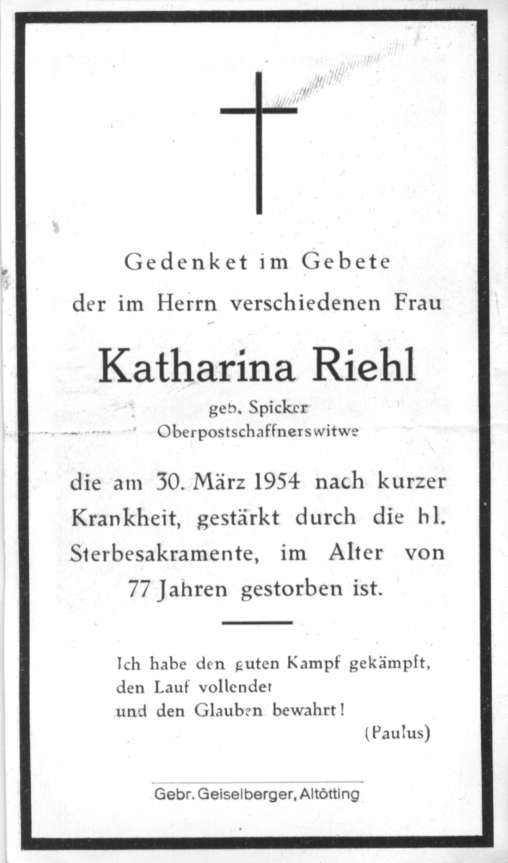 Gedenket im Gebete
der im Herrn verschiedenen Frau
Katharina Riehl
geb. Spicker
Oberpostschaffnerswitwe
die am 30. März 1954 nach kurzer
Krankheit, gestärkt durch die hl.
Sterbesakramente, im Alter von
77 Jahren gestorben ist.
Ich habe den guten Kampf gekämpft,
den Lauf vollendet
und den Glauben bewahrt!
(Paulus)
Gebr. Geiselberger, Altötting